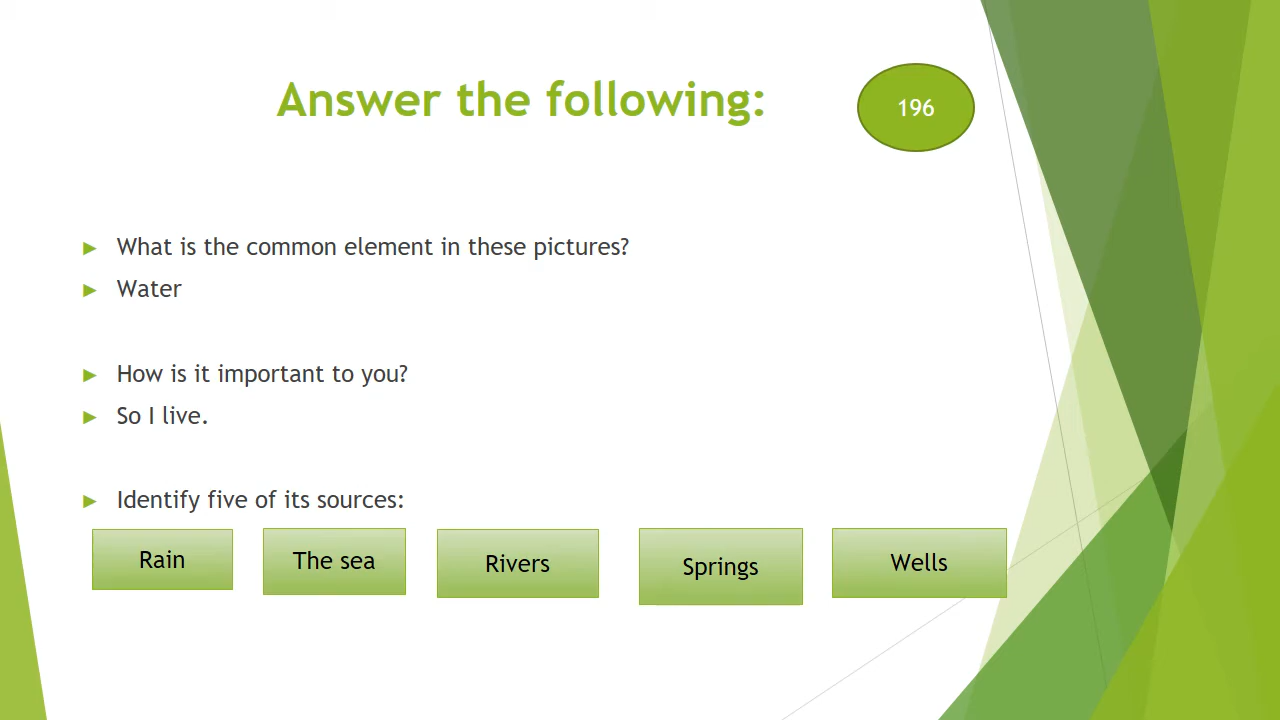 Answer the following:
196
What is the common element in these pictures?
Water
How is it important to you?
So I live.
Identify five of its sources:
Rain
The sea
Rivers
Springs
Wells